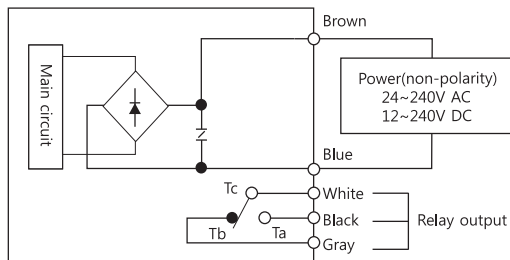 Main circuit
Brown
Power(non-polarity)
24~240V AC
12~240V DC
Blue
Tc
White
Tb
Ta
Black
Gray
Relay output